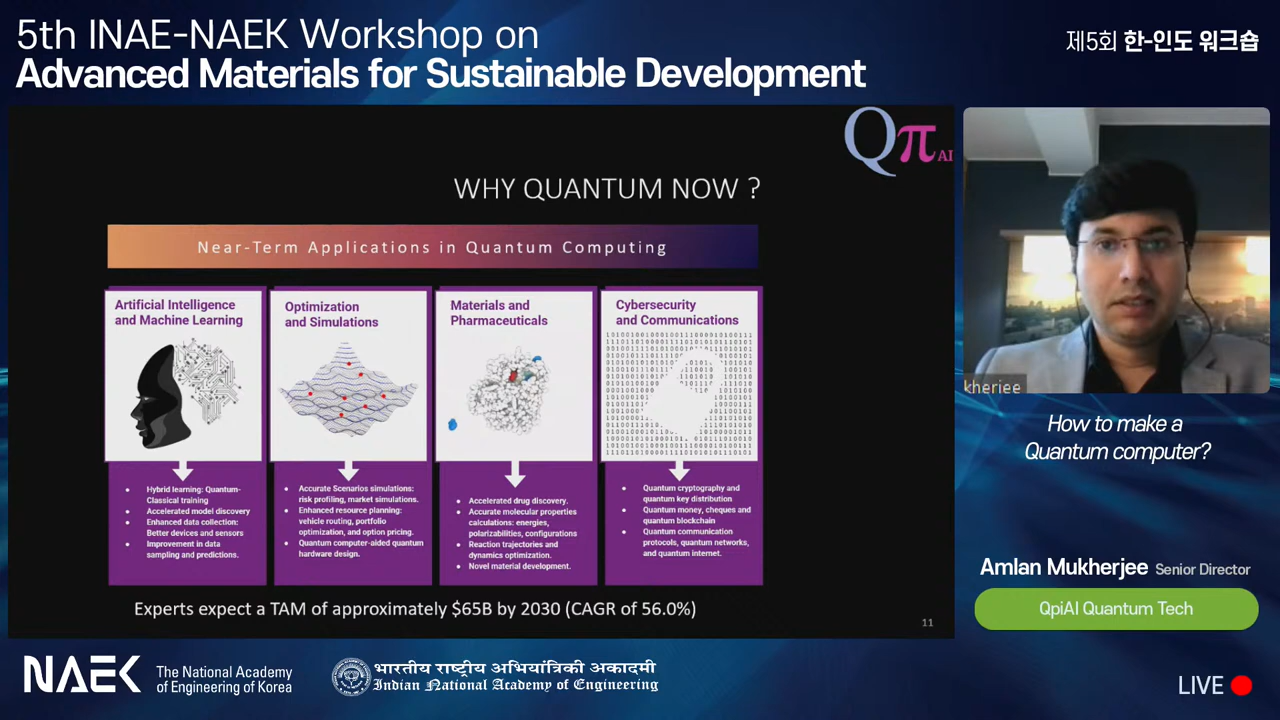 5th INAE-NAEK Workshop on
Advanced Materials for Sustainable Development
제5회 한-인도 워크숍
Qπ AI
WHY QUANTUM NOW ?
Near-Term Applications in Quantum Computing
Artificial Intelligence
and Machine Learning
• Hybrid learning: Quantum-
Classical training
• Accelerated model discovery
• Enhanced data collection:
Better devices and sensors
• Improvement in data
sampling and predictions.
Optimization
and Simulations
• Accurate Scenarios simulations:
risk profiling, market simulations.
• Enhanced resource planning:
vehicle routing, portfolio
optimization, and option pricing.
• Quantum computer-aided quantum
hardware design.
Materials and
Pharmaceuticals
• Accelerated drug discovery.
• Accurate molecular properties
calculations: energies,
polarizabilities, configurations
• Reaction trajectories and
dynamics optimization.
• Novel material development.
Cybersecurity
and Communications
• Quantum cryptography and
quantum key distribution
• Quantum money, cheques and
quantum blockchain
• Quantum communication
protocols, quantum networks,
and quantum internet.
Experts expect a TAM of approximately $65B by 2030 (CAGR of 56.0%)
11
kherjee
How to make a
Quantum computer?
Amlan Mukherjee Senior Director
QpiAI Quantum Tech
NAEK
The National Academy
of Engineering of Korea
भारतीय राष्ट्रीय अभियांत्रिकी अकादमी
Indian National Academy of Engineering
LIVE